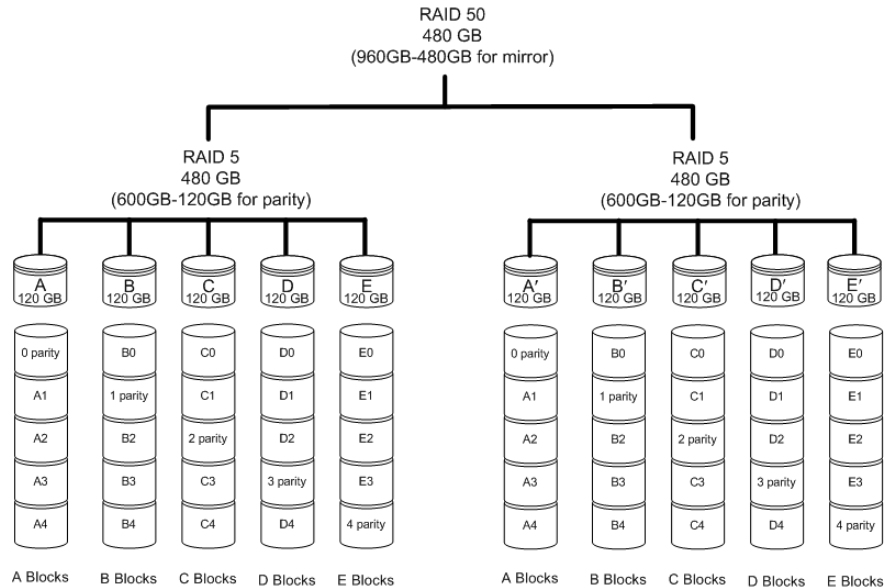 RAID 50
480 GB
(960GB-480GB for mirror)
RAID 5
480 GB
(600GB-120GB for parity)
RAID 5
480 GB
(600GB-120GB for parity)
A
120 GB
B
120 GB
C
120 GB
D
120 GB
E
120 GB
A′
120 GB
B′
120 GB
C′
120 GB
D′
120 GB
E′
120 GB
0 parity B0 C0 D0 E0
A1 1 parity C1 D1 E1
A2 B2 2 parity D2 E2
A3 B3 C3 3 parity E3
A4 B4 C4 D4 4 parity
A Blocks B Blocks C Blocks D Blocks E Blocks
0 parity B0 C0 D0 E0
A1 1 parity C1 D1 E1
A2 B2 2 parity D2 E2
A3 B3 C3 3 parity E3
A4 B4 C4 D4 4 parity
A Blocks B Blocks C Blocks D Blocks E Blocks